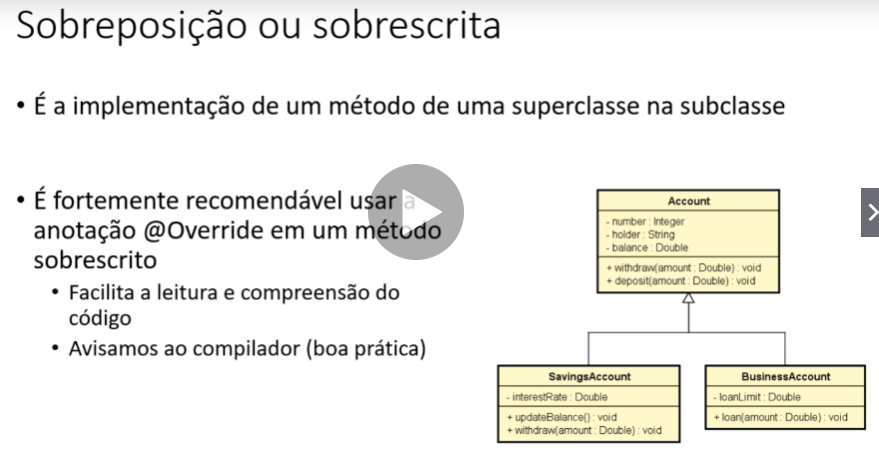 Sobreposição ou sobrescrita
• É a implementação de um método de uma superclasse na subclasse
• É fortemente recomendável usar a
anotação @Override em um método
sobrescrito
• Facilita a leitura e compreensão do
código
• Avisamos ao compilador (boa prática)
Account
- number : Integer
- holder : String
- balance : Double
+ withdraw(amount : Double) : void
+ deposit(amount : Double) : void
SavingsAccount
- interestRate : Double
+ updateBalance() : void
+ withdraw(amount : Double) : void
BusinessAccount
- loanLimit : Double
+ loan(amount : Double) : void